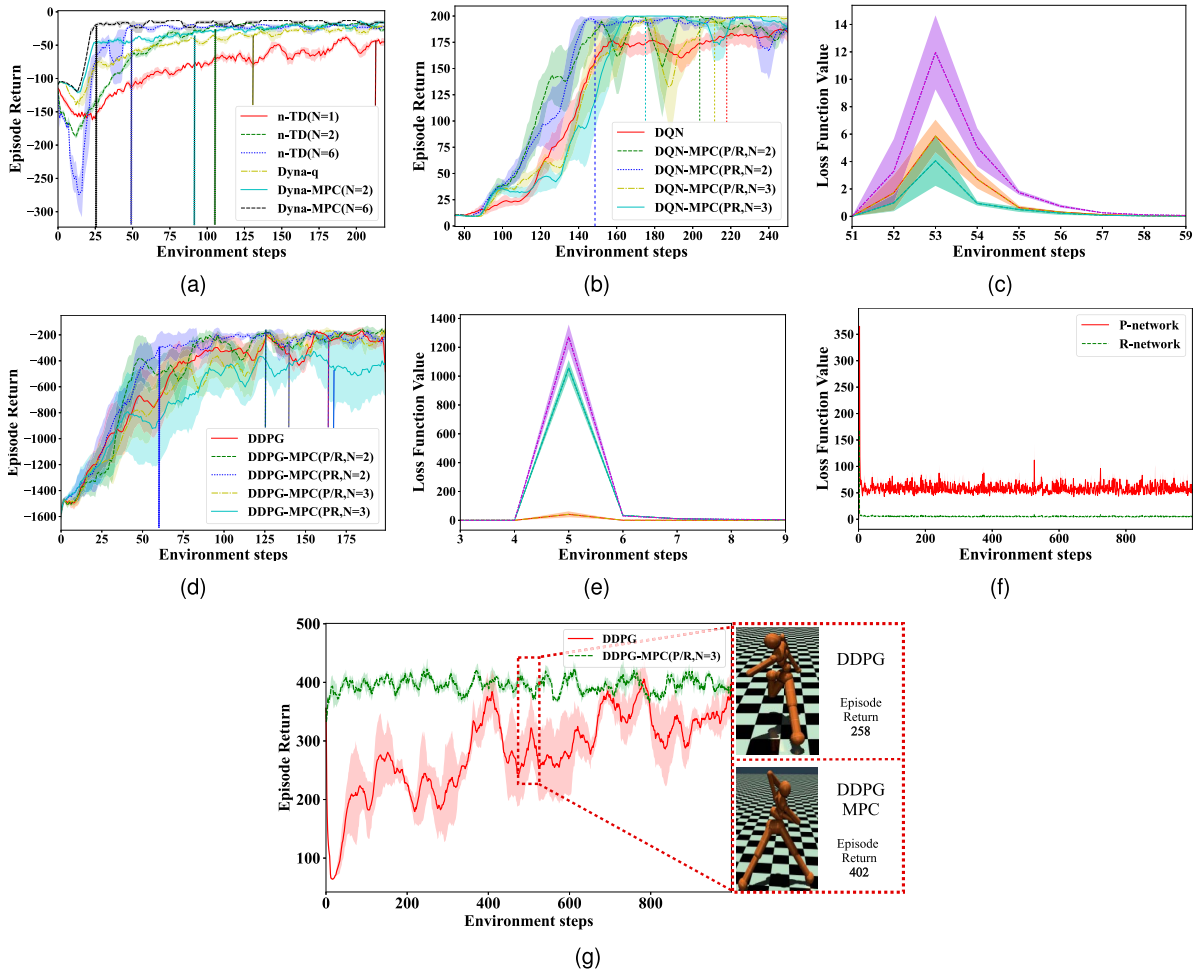 0
−50
−100
−150
−200
−250
−300
Episode Return
n-TD(N=1)
n-TD(N=2)
n-TD(N=6)
Dyna-q
Dyna-MPC(N=2)
Dyna-MPC(N=6)
0 25 50 75 100 125 150 175 200
Environment steps
(a)
200
175
150
125
100
75
50
25
0
Episode Return
DQN
DQN-MPC(P/R,N=2)
DQN-MPC(PR,N=2)
DQN-MPC(P/R,N=3)
DQN-MPC(PR,N=3)
80 100 120 140 160 180 200 220 240
Environment steps
(b)
14
12
10
8
6
4
2
0
Loss Function Value
51 52 53 54 55 56 57 58 59
Environment steps
(c)
−200
−400
−600
−800
−1000
−1200
−1400
−1600
Episode Return
DDPG
DDPG-MPC(P/R,N=2)
DDPG-MPC(PR,N=2)
DDPG-MPC(P/R,N=3)
DDPG-MPC(PR,N=3)
0 25 50 75 100 125 150 175
Environment steps
(d)
1400
1200
1000
800
600
400
200
0
Loss Function Value
3 4 5 6 7 8 9
Environment steps
(e)
350
300
250
200
150
100
50
0
Loss Function Value
P-network
R-network
0 200 400 600 800
Environment steps
(f)
500
400
300
200
100
Episode Return
DDPG
DDPG-MPC(P/R,N=3)
0 200 400 600 800
Environment steps
DDPG
Episode
Return
258
DDPG
MPC
Episode
Return
402
(g)